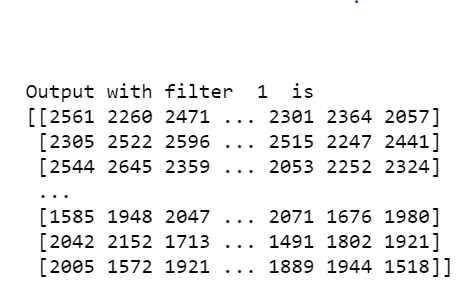 Output with filter  1  is
[[2561 2260 2471 ... 2301 2364 2057]
 [2305 2522 2596 ... 2515 2247 2441]
 [2544 2645 2359 ... 2053 2252 2324]
 ...
 [1585 1948 2047 ... 2071 1676 1980]
 [2042 2152 1713 ... 1491 1802 1921]
 [2005 1572 1921 ... 1889 1944 1518]]